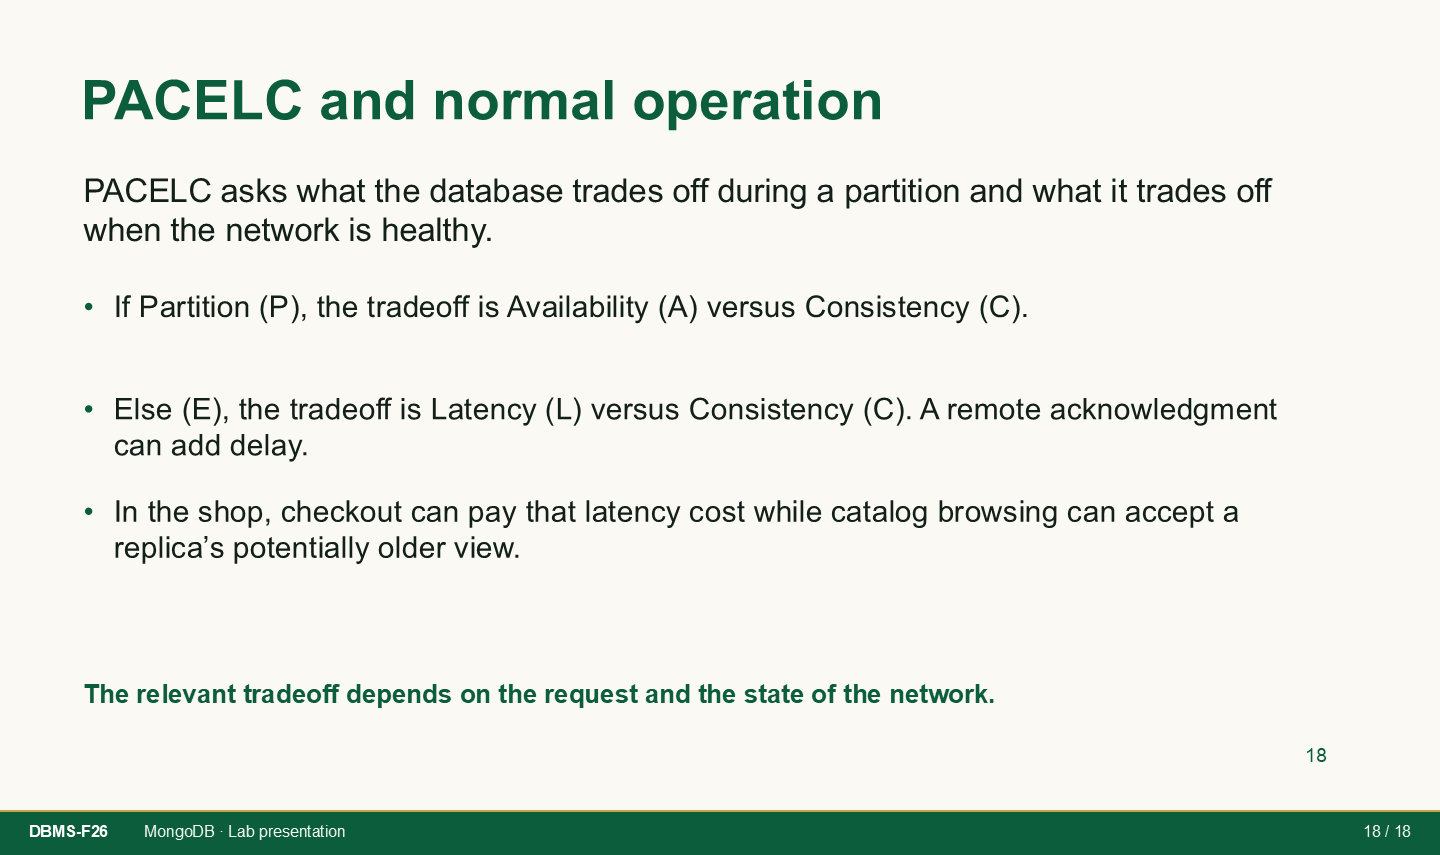 PACELC and normal operation
PACELC asks what the database trades off during a partition and what it trades off
when the network is healthy.
• If Partition (P), the tradeoff is Availability (A) versus Consistency (C).
• Else (E), the tradeoff is Latency (L) versus Consistency (C). A remote acknowledgment
can add delay.
• In the shop, checkout can pay that latency cost while catalog browsing can accept a
replica’s potentially older view.
The relevant tradeoff depends on the request and the state of the network.
18
DBMS-F26 MongoDB · Lab presentation 18 / 18